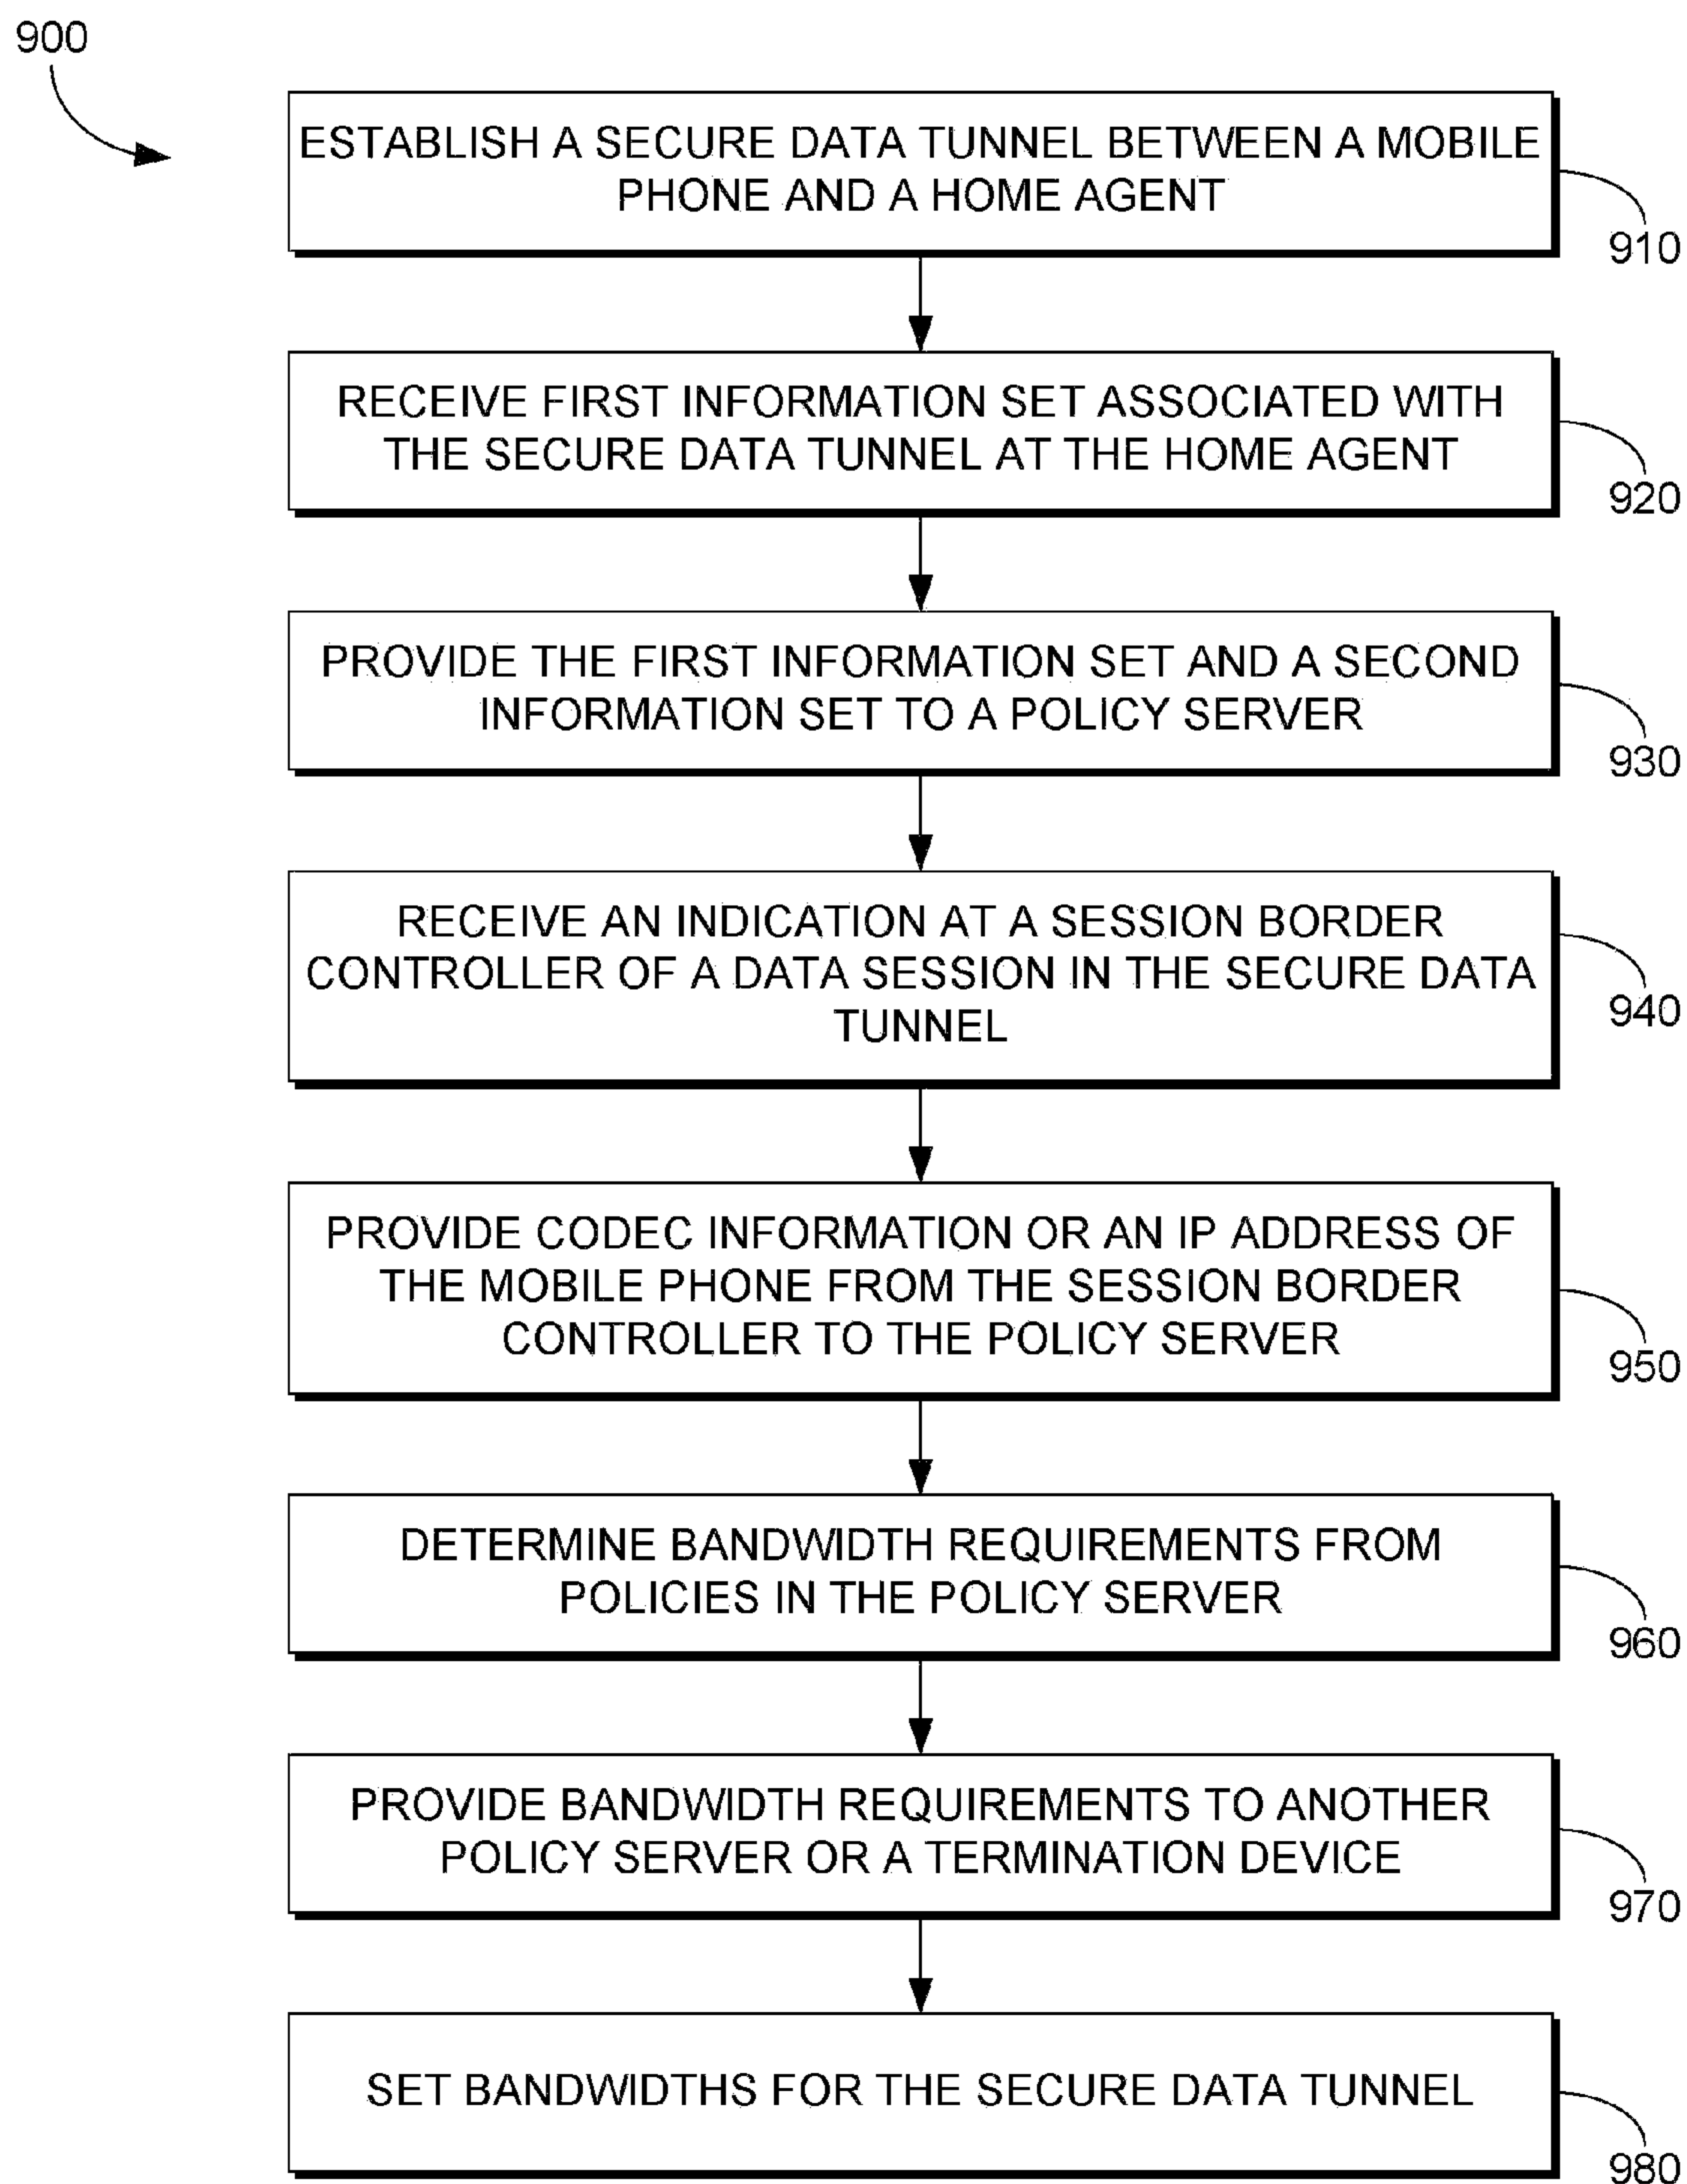 900
ESTABLISH A SECURE DATA TUNNEL BETWEEN A MOBILE
PHONE AND A HOME AGENT
910
RECEIVE FIRST INFORMATION SET ASSOCIATED WITH
THE SECURE DATA TUNNEL AT THE HOME AGENT
920
PROVIDE THE FIRST INFORMATION SET AND A SECOND
INFORMATION SET TO A POLICY SERVER
930
RECEIVE AN INDICATION AT A SESSION BORDER
CONTROLLER OF A DATA SESSION IN THE SECURE DATA
TUNNEL
940
PROVIDE CODEC INFORMATION OR AN IP ADDRESS OF
THE MOBILE PHONE FROM THE SESSION BORDER
CONTROLLER TO THE POLICY SERVER
950
DETERMINE BANDWIDTH REQUIREMENTS FROM
POLICIES IN THE POLICY SERVER
960
PROVIDE BANDWIDTH REQUIREMENTS TO ANOTHER
POLICY SERVER OR A TERMINATION DEVICE
970
SET BANDWIDTHS FOR THE SECURE DATA TUNNEL
980